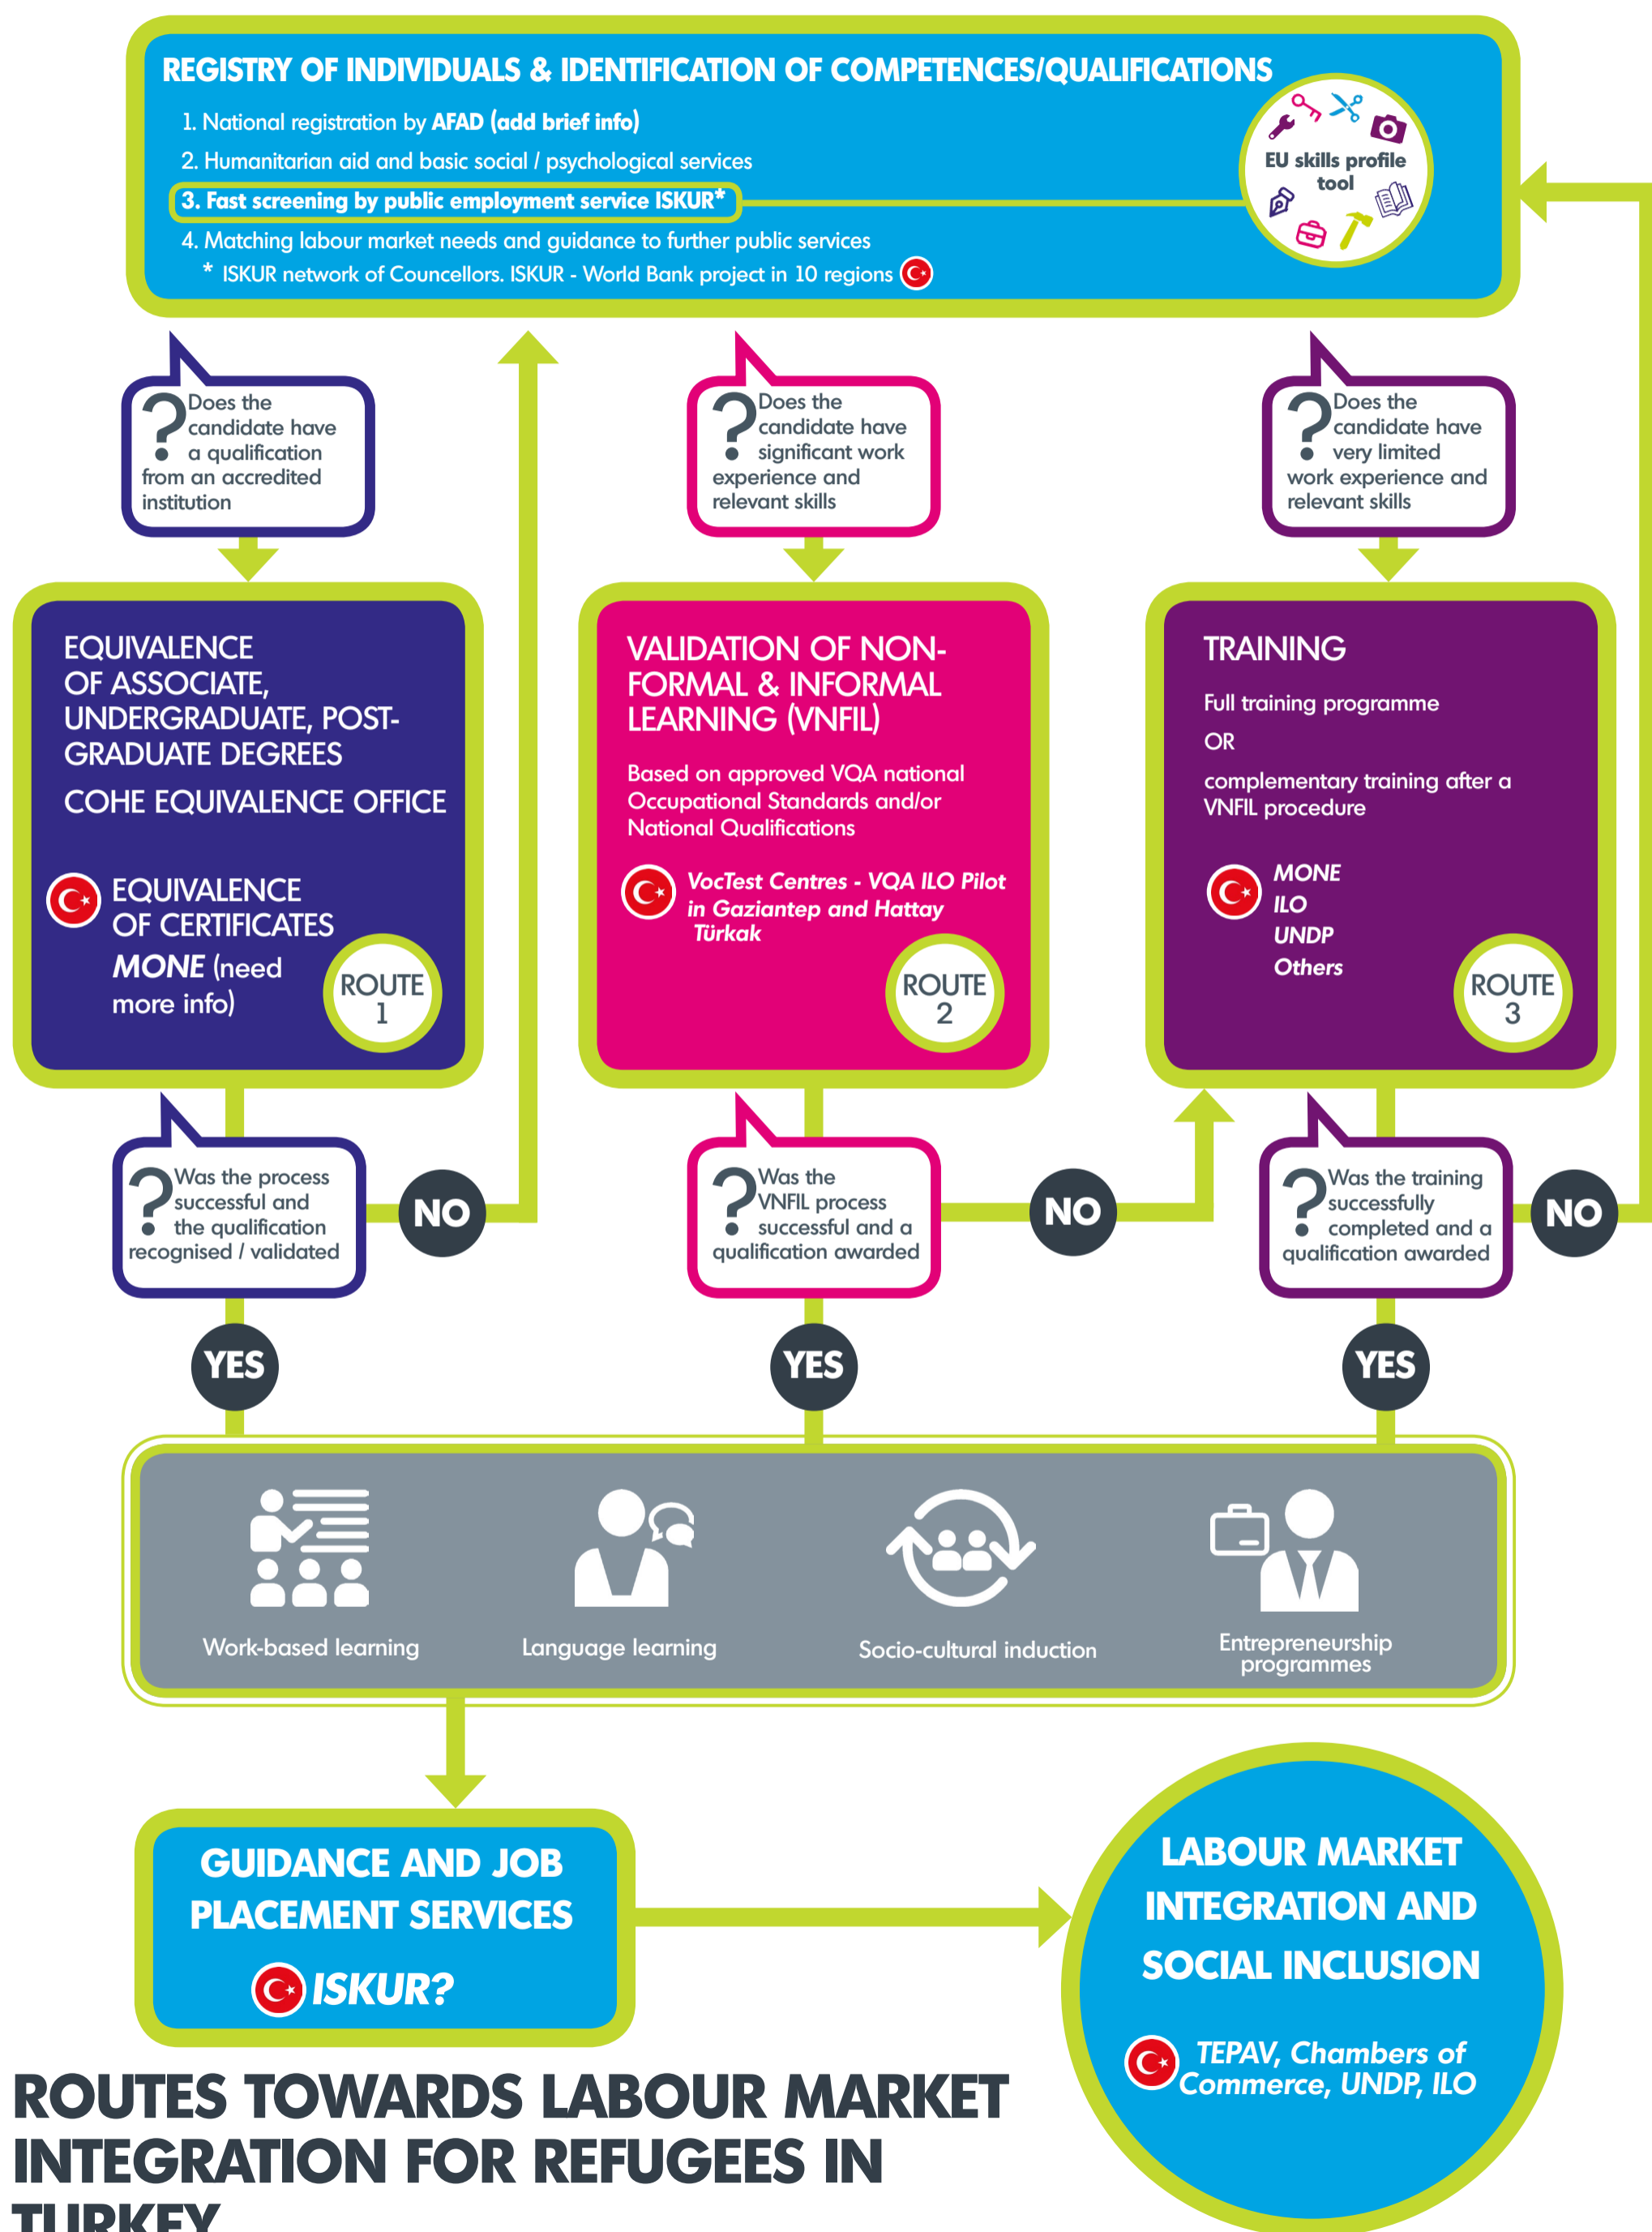 REGISTRY OF INDIVIDUALS & IDENTIFICATION OF COMPETENCES/QUALIFICATIONS
1. National registration by AFAD (add brief info)
2. Humanitarian aid and basic social / psychological services
3. Fast screening by public employment service ISKUR*
4. Matching labour market needs and guidance to further public services
* ISKUR network of Councellors. ISKUR - World Bank project in 10 regions
EU skills profile
tool
? Does the
candidate have
a qualification
from an accredited
institution
? Does the
candidate have
significant work
experience and
relevant skills
? Does the
candidate have
very limited
work experience and
relevant skills
EQUIVALENCE
OF ASSOCIATE,
UNDERGRADUATE, POST-
GRADUATE DEGREES
COHE EQUIVALENCE OFFICE
EQUIVALENCE
OF CERTIFICATES
MONE (need
more info)
ROUTE
1
VALIDATION OF NON-
FORMAL & INFORMAL
LEARNING (VNFIL)
Based on approved VQA national
Occupational Standards and/or
National Qualifications
VocTest Centres - VQA ILO Pilot
in Gaziantep and Hattay
Türkak
ROUTE
2
TRAINING
Full training programme
OR
complementary training after a
VNFIL procedure
MONE
ILO
UNDP
Others
ROUTE
3
? Was the process
successful and
the qualification
recognised / validated
NO
? Was the
VNFIL process
successful and a
qualification awarded
NO
? Was the training
successfully
completed and a
qualification awarded
NO
YES
YES
YES
Work-based learning
Language learning
Socio-cultural induction
Entrepreneurship
programmes
GUIDANCE AND JOB
PLACEMENT SERVICES
ISKUR?
LABOUR MARKET
INTEGRATION AND
SOCIAL INCLUSION
TEPAV, Chambers of
Commerce, UNDP, ILO
ROUTES TOWARDS LABOUR MARKET
INTEGRATION FOR REFUGEES IN
TURKEY